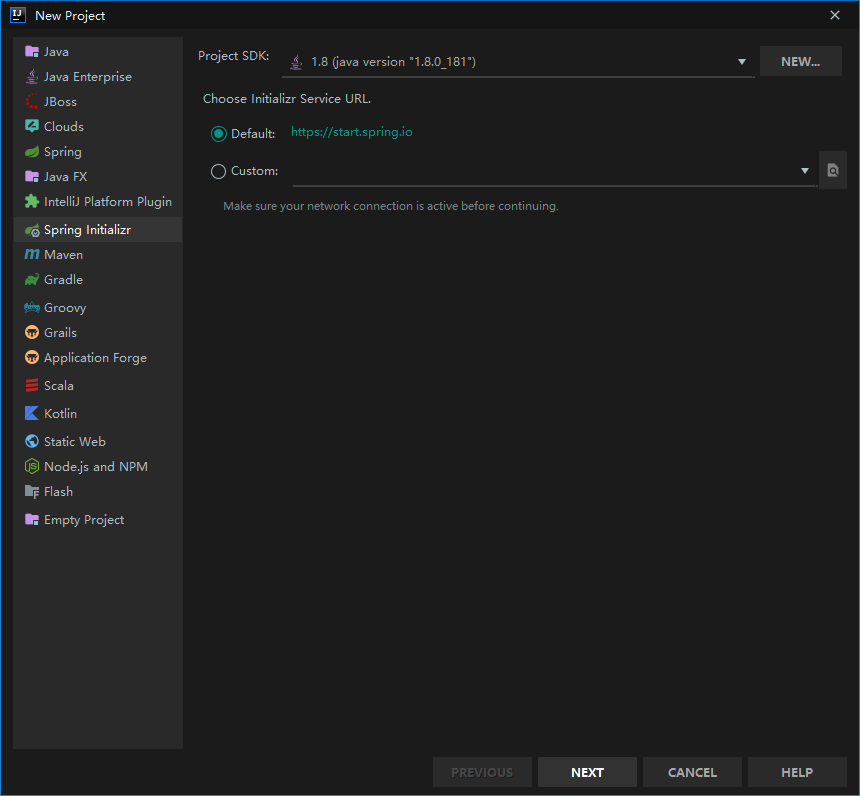 New Project
Java
Java Enterprise
JBoss
Clouds
Spring
Java FX
IntelliJ Platform Plugin
Spring Initializr
Maven
Gradle
Groovy
Grails
Application Forge
Scala
Kotlin
Static Web
Node.js and NPM
Flash
Empty Project
Project SDK: 1.8 (java version "1.8.0_181") NEW...
Choose Initializr Service URL.
Default: https://start.spring.io
Custom:
Make sure your network connection is active before continuing.
PREVIOUS NEXT CANCEL HELP